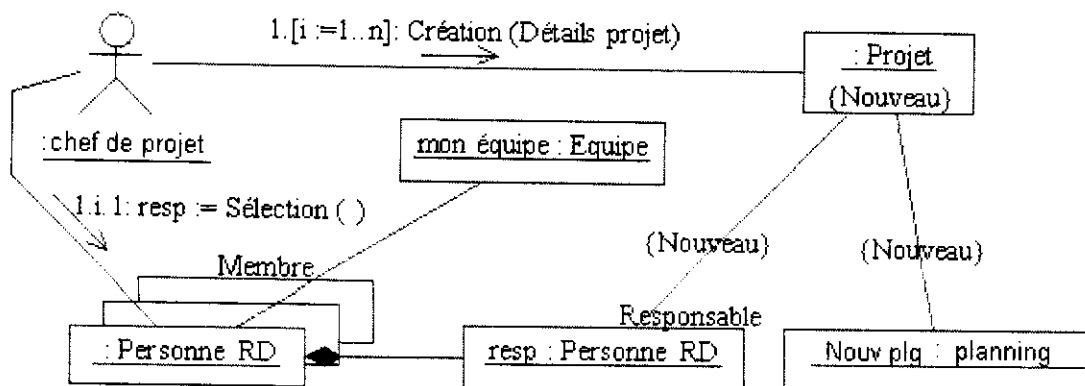 1.[i :=1..n]: Création (Détails projet)
: Projet
{Nouveau}
:chef de projet
mon équipe : Equipe
1.i.1: resp := Sélection ( )
{Nouveau}
{Nouveau}
Membre
Responsable
: Personne RD
resp : Personne RD
Nouv plg : planning